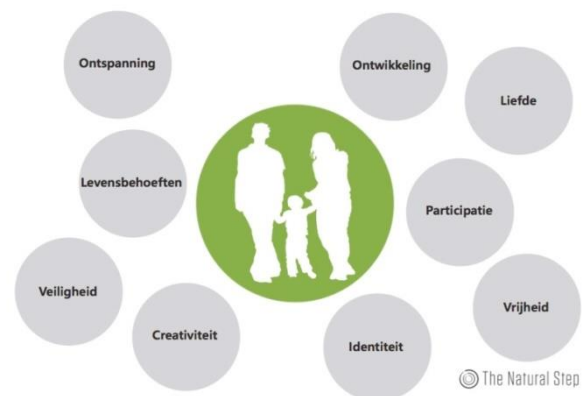 Ontspanning
Ontwikkeling
Liefde
Levensbehoeften
Participatie
Veiligheid
Vrijheid
Creativiteit
Identiteit
The Natural Step